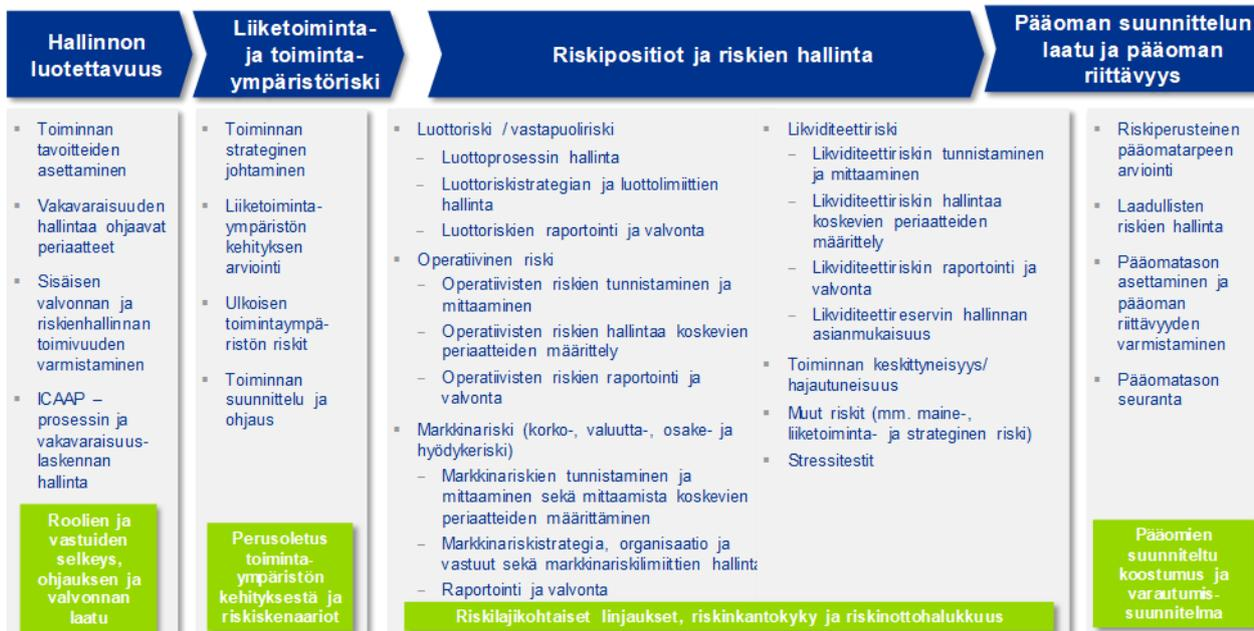 Hallinnon
luotettavuus
Liiketoiminta-
ja toiminta-
ympäristöriski
Riskipositiot ja riskien hallinta
Pääoman suunnittelun
laatu ja pääoman
riittävyys
▪ Toiminnan
tavoitteiden
asettaminen
▪ Vakavaraisuuden
hallintaa ohjaavat
periaatteet
▪ Sisäisen
valvonnan ja
riskienhallinnan
toimivuuden
varmistaminen
▪ ICAAP –
prosessin ja
vakavaraisuus-
laskennan
hallinta
Roolien ja
vastuiden
selkeys,
ohjauksen ja
valvonnan
laatu
▪ Toiminnan
strateginen
johtaminen
▪ Liiketoiminta-
ympäristön
kehityksen
arviointi
▪ Ulkoisen
toimintaympä-
ristön riskit
▪ Toiminnan
suunnittelu ja
ohjaus
Perusoletus
toiminta-
ympäristön
kehityksestä ja
riskiskenaariot
▪ Luottoriski / vastapuoliriski
– Luottoprosessin hallinta
– Luottoriskistrategian ja luottolimiittien
hallinta
– Luottoriskien raportointi ja valvonta
▪ Operatiivinen riski
– Operatiivisten riskien tunnistaminen ja
mittaaminen
– Operatiivisten riskien hallintaa koskevien
periaatteiden määrittely
– Operatiivisten riskien raportointi ja
valvonta
▪ Markkinariski (korko-, valuutta-, osake- ja
hyödykeriski)
– Markkinariskien tunnistaminen ja
mittaaminen sekä mittaamista koskevien
periaatteiden määrittäminen
– Markkinariskistrategia, organisaatio ja
vastuut sekä markkinariskilimiittien hallinta
– Raportointi ja valvonta
▪ Likviditeettiriski
– Likviditeettiriskin tunnistaminen
ja mittaaminen
– Likviditeettiriskin hallintaa
koskevien periaatteiden
määrittely
– Likviditeettiriskin raportointi ja
valvonta
– Likviditeettireservin hallinnan
asianmukaisuus
▪ Toiminnan keskittyneisyys/
hajautuneisuus
▪ Muut riskit (mm. maine-,
liiketoiminta- ja strateginen riski)
▪ Stressitestit
Riskilajikohtaiset linjaukset, riskinkantokyky ja riskinottohalukkuus
▪ Riskiperusteinen
pääomatarpeen
arviointi
▪ Laadullisten
riskien hallinta
▪ Pääomatason
asettaminen ja
pääoman
riittävyyden
varmistaminen
▪ Pääomatason
seuranta
Pääomien
suunniteltu
koostumus ja
varautumis-
suunnitelma